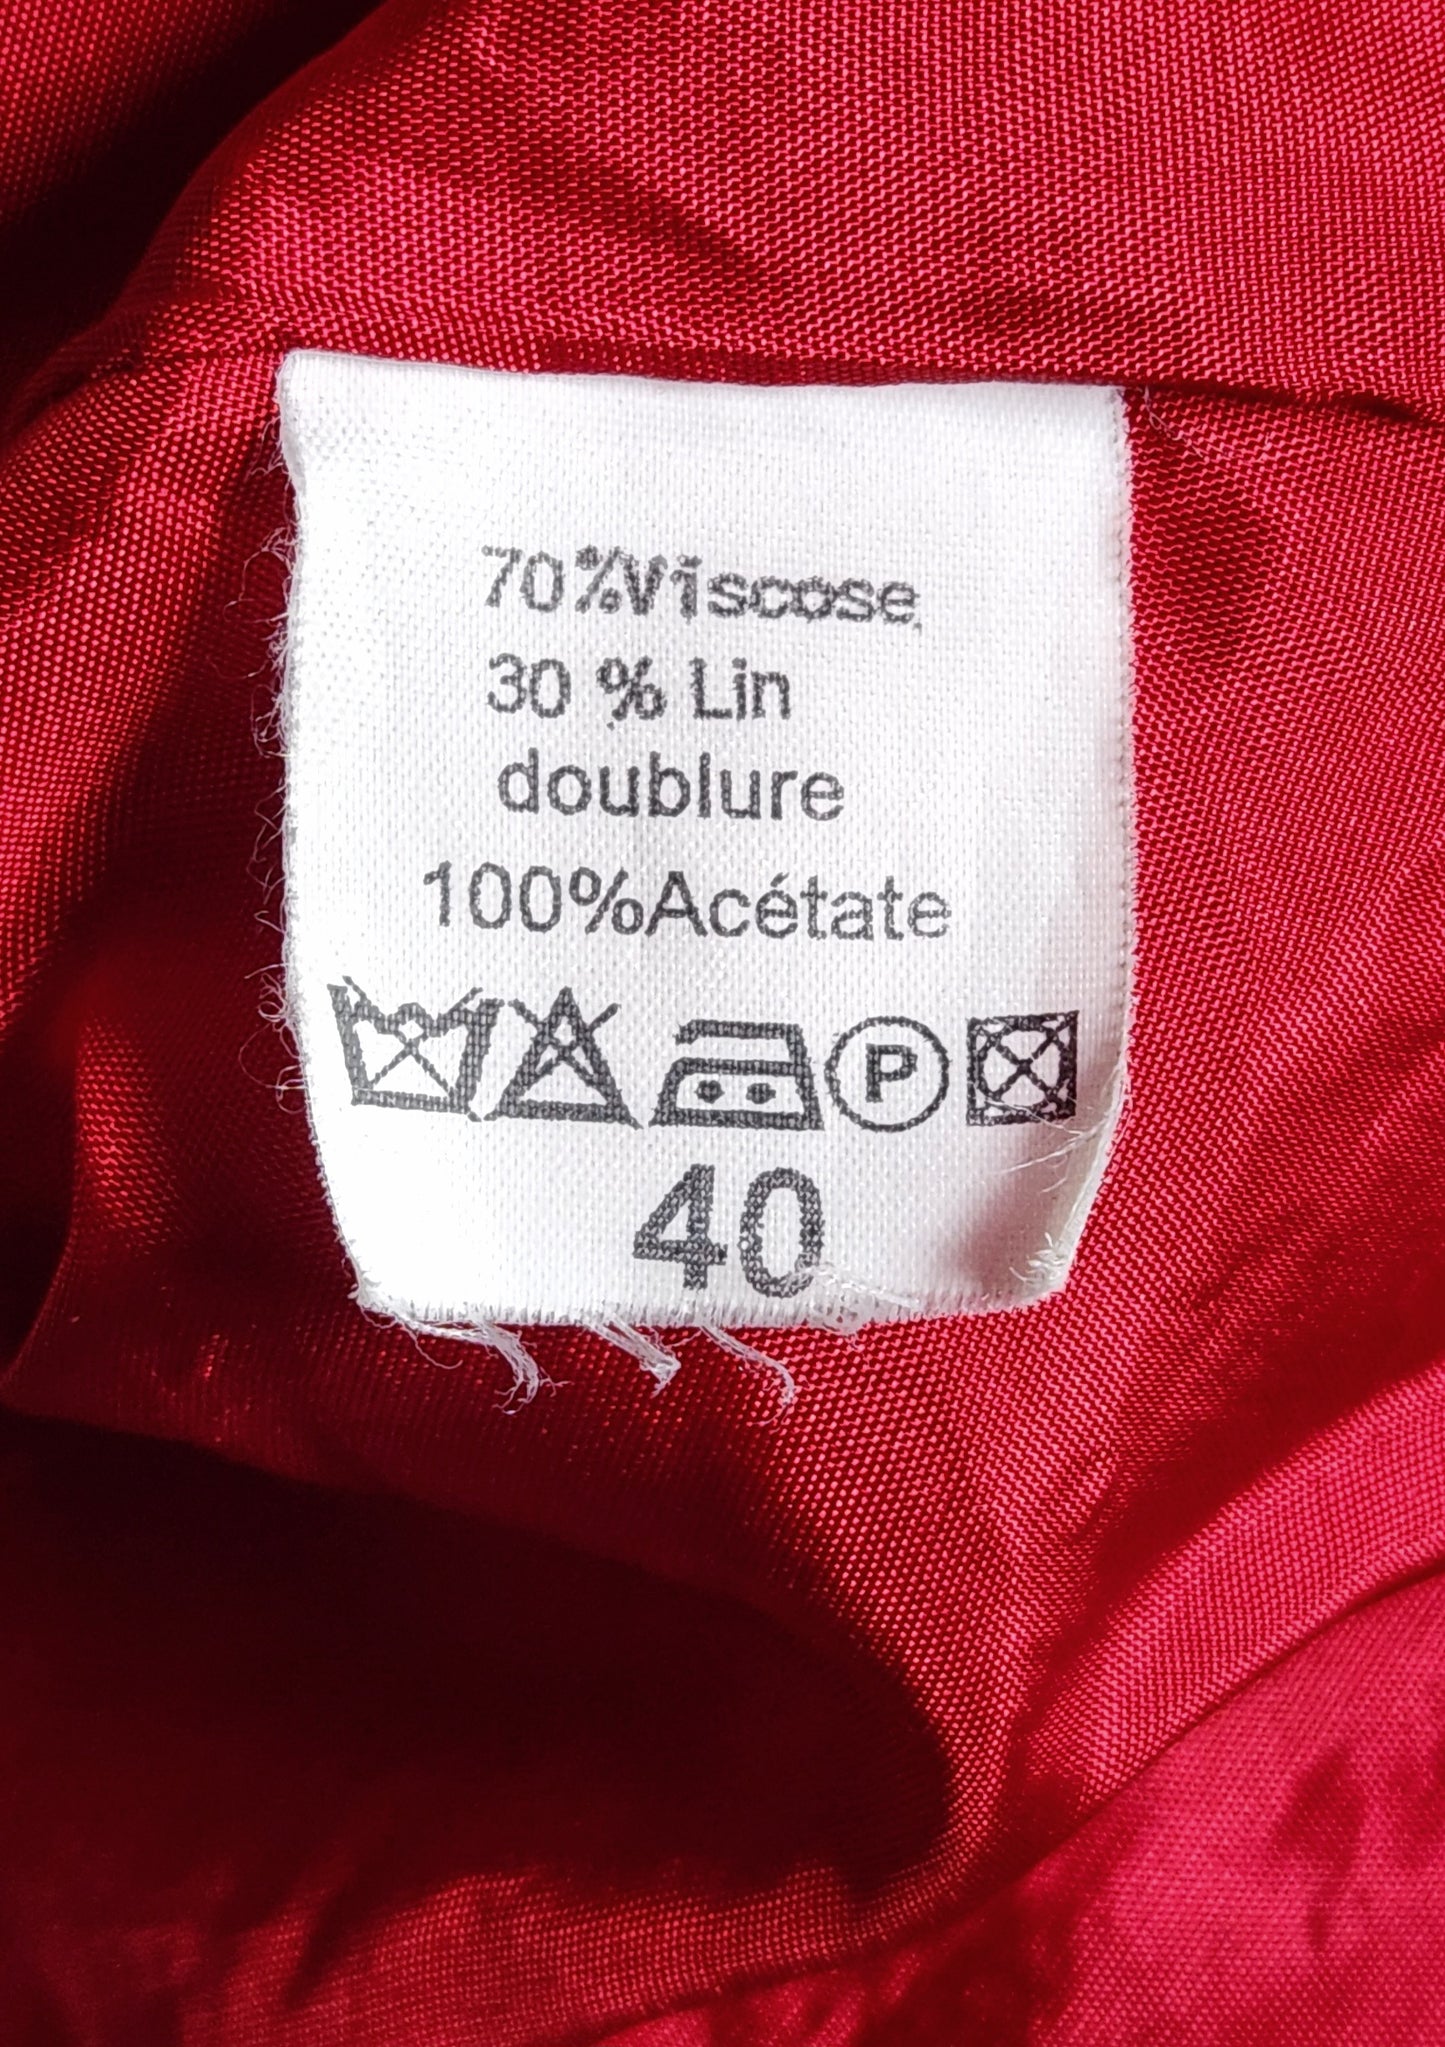 70%Viscose
30 % Lin
doublure
100%Acétate
P
40